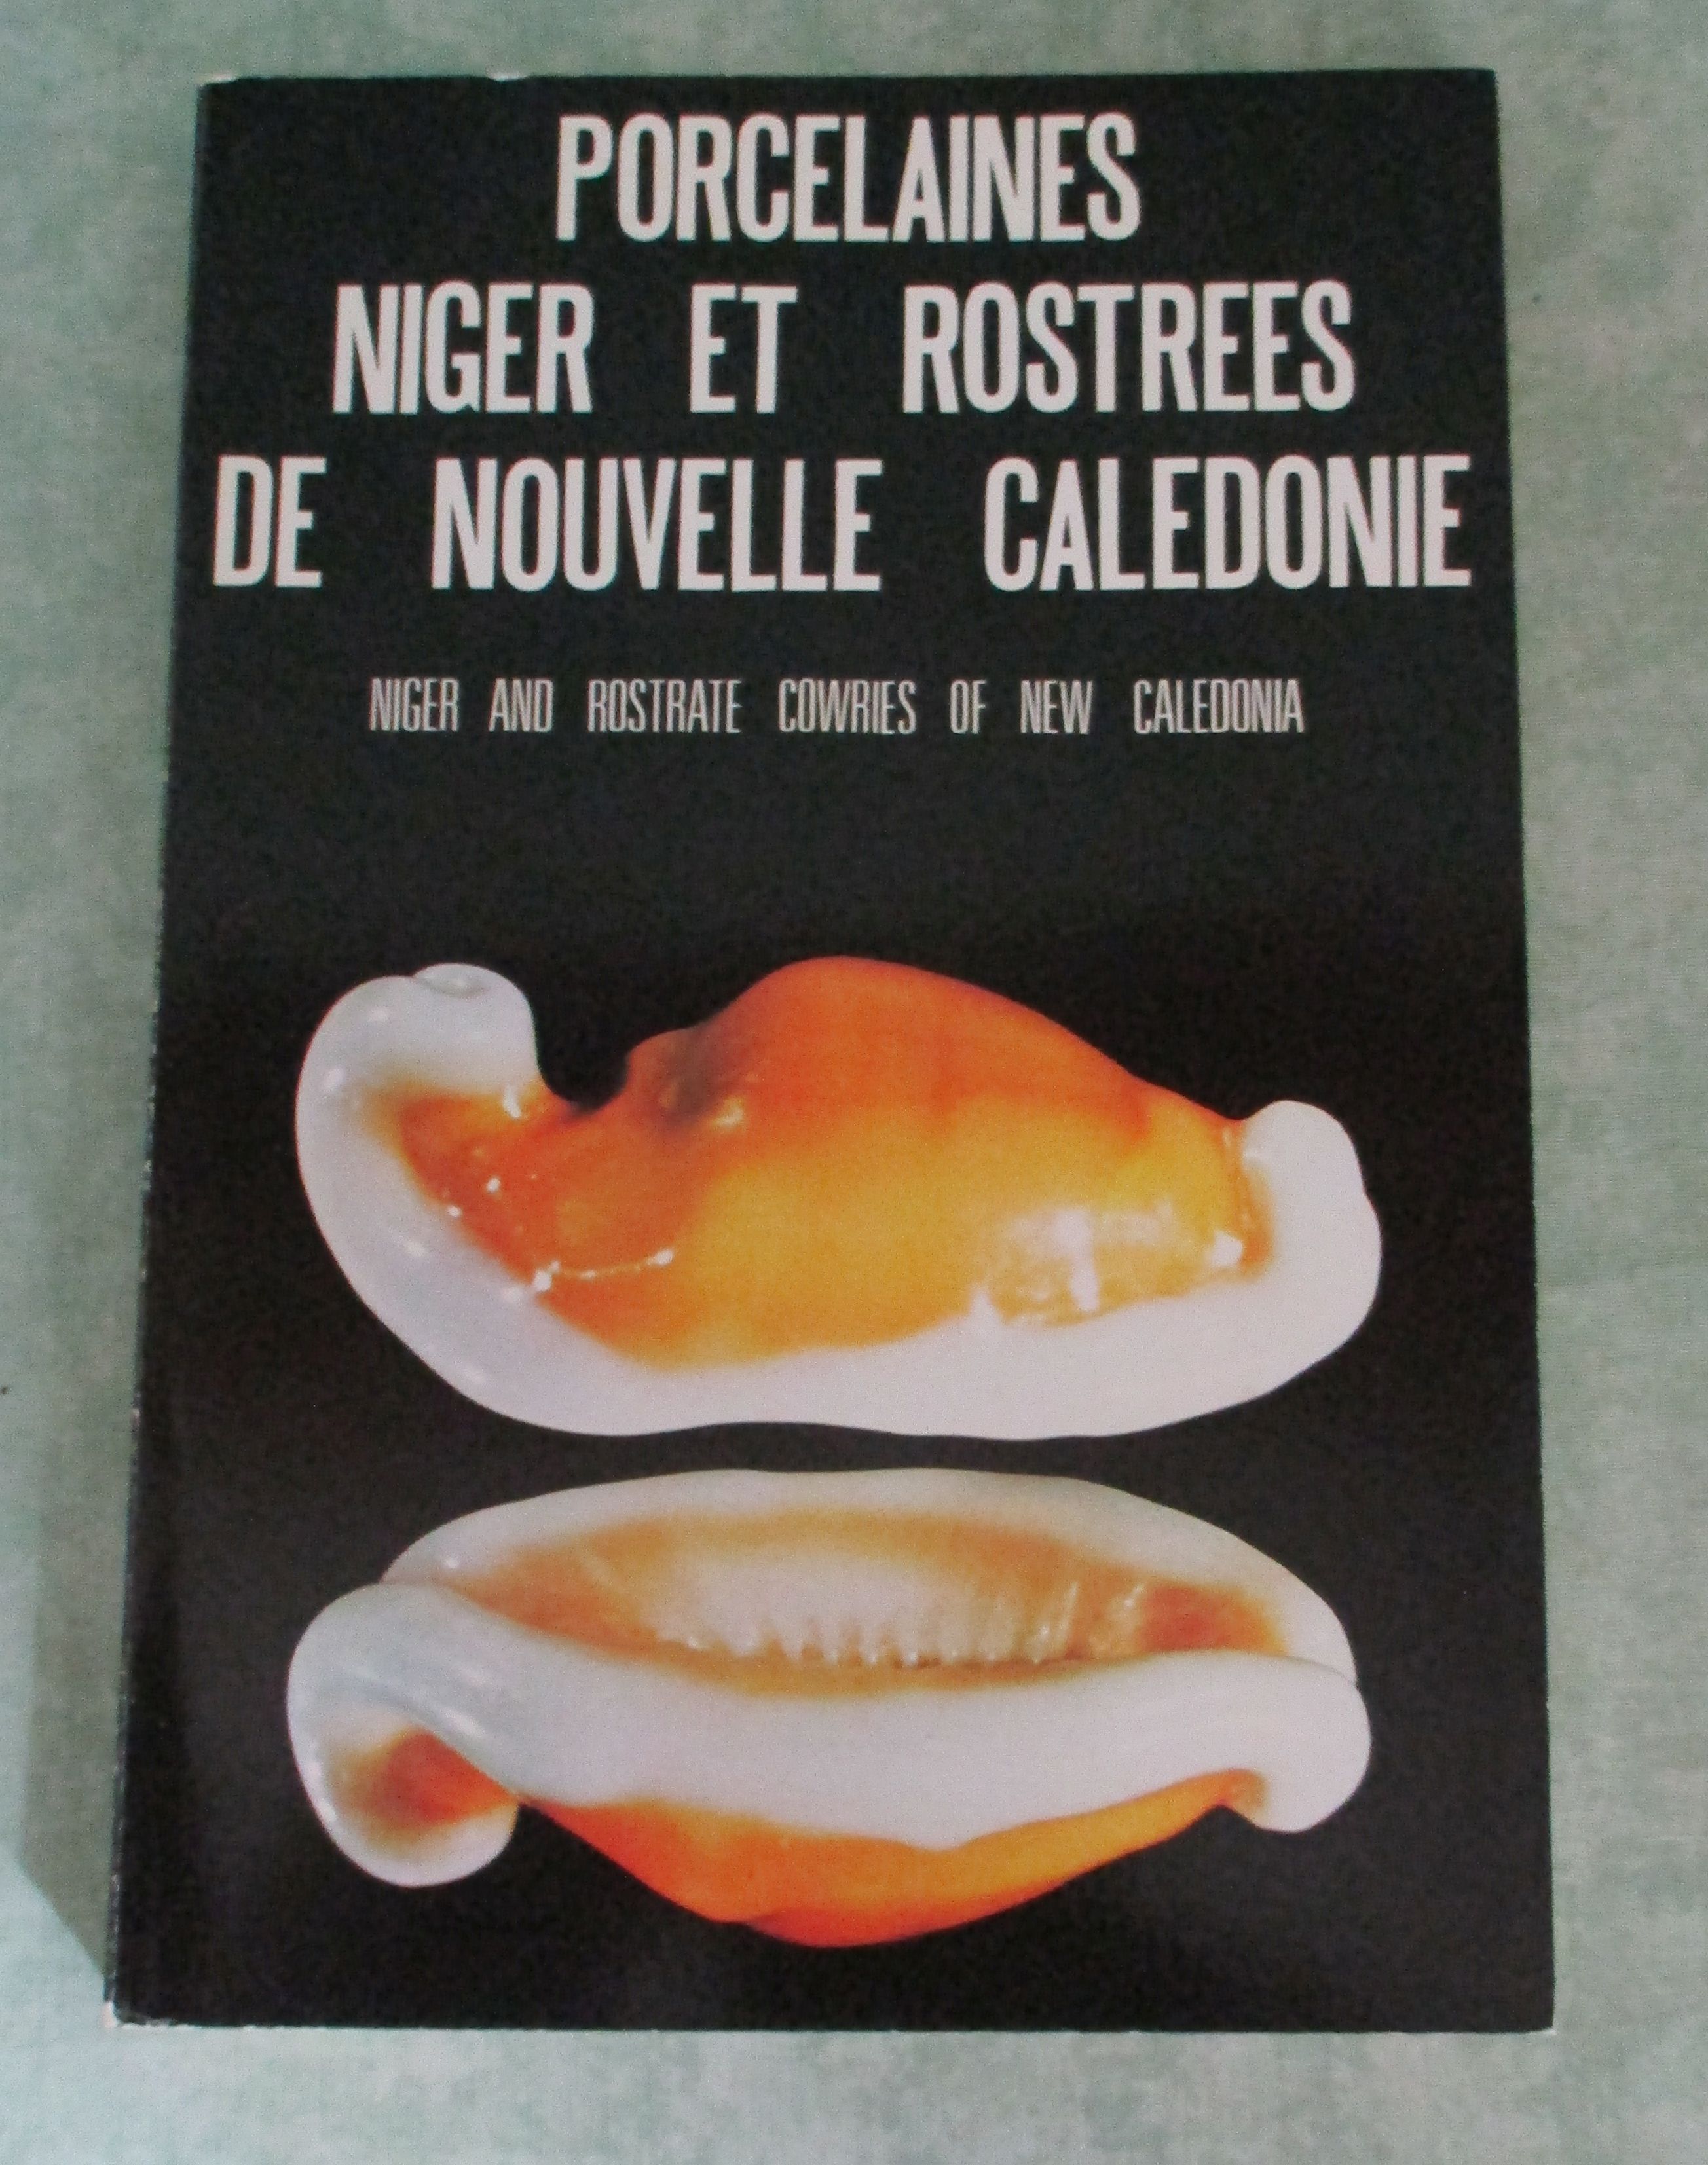 PORCELAINES
NIGER ET ROSTREES
DE NOUVELLE CALEDONIE
NIGER AND ROSTRATE COWRIES OF NEW CALEDONIA